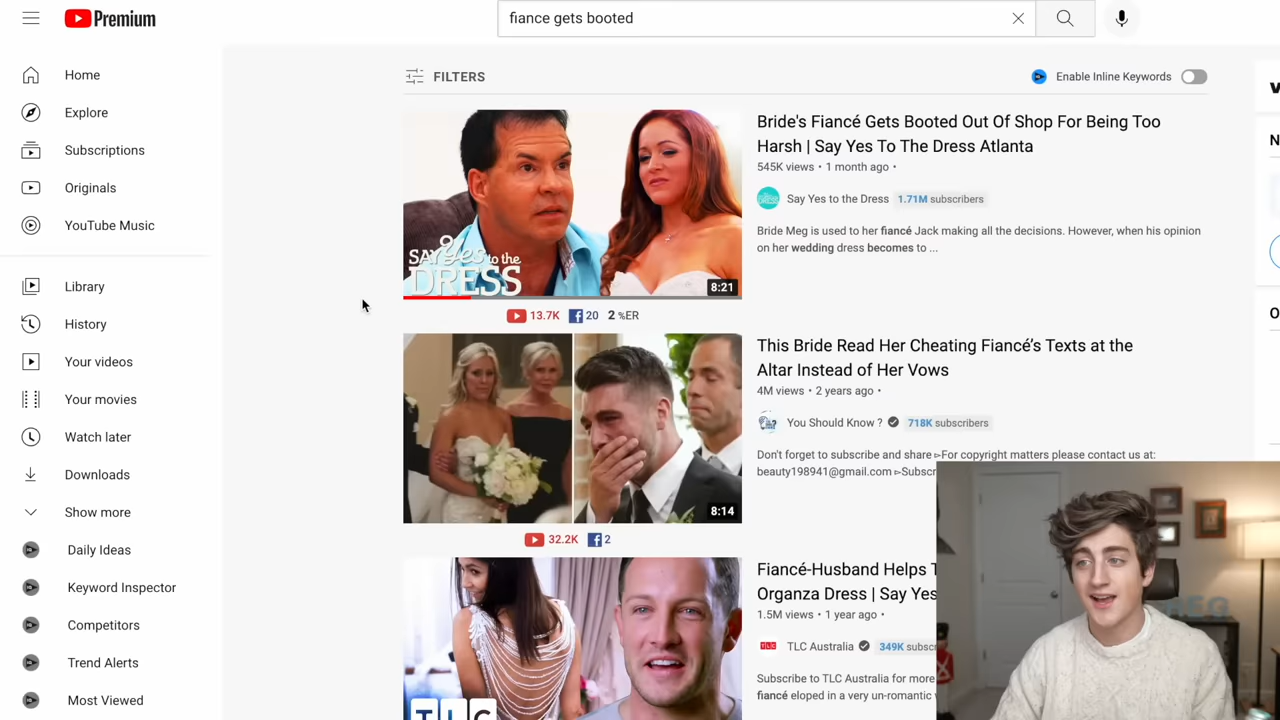 Premium
fiance gets booted
Home
Explore
Subscriptions
Originals
YouTube Music
Library
History
Your videos
Your movies
Watch later
Downloads
Show more
Daily Ideas
Keyword Inspector
Competitors
Trend Alerts
Most Viewed
FILTERS
Enable Inline Keywords
SAY Yes to the
DRESS
8:21
13.7K 20 2 %ER
Bride's Fiancé Gets Booted Out Of Shop For Being Too
Harsh | Say Yes To The Dress Atlanta
545K views • 1 month ago •
Say Yes to the Dress 1.71M subscribers
Bride Meg is used to her fiancé Jack making all the decisions. However, when his opinion
on her wedding dress becomes to ...
8:14
32.2K 2
This Bride Read Her Cheating Fiancé’s Texts at the
Altar Instead of Her Vows
4M views • 2 years ago •
You Should Know ? 718K subscribers
Don't forget to subscribe and share ▻For copyright matters please contact us at:
beauty198941@gmail.com ▻Subscr
TLC
Fiancé-Husband Helps T
Organza Dress | Say Yes
1.5M views • 1 year ago •
TLC Australia 349K subsc
Subscribe to TLC Australia for more
fiancé eloped in a very un-romantic